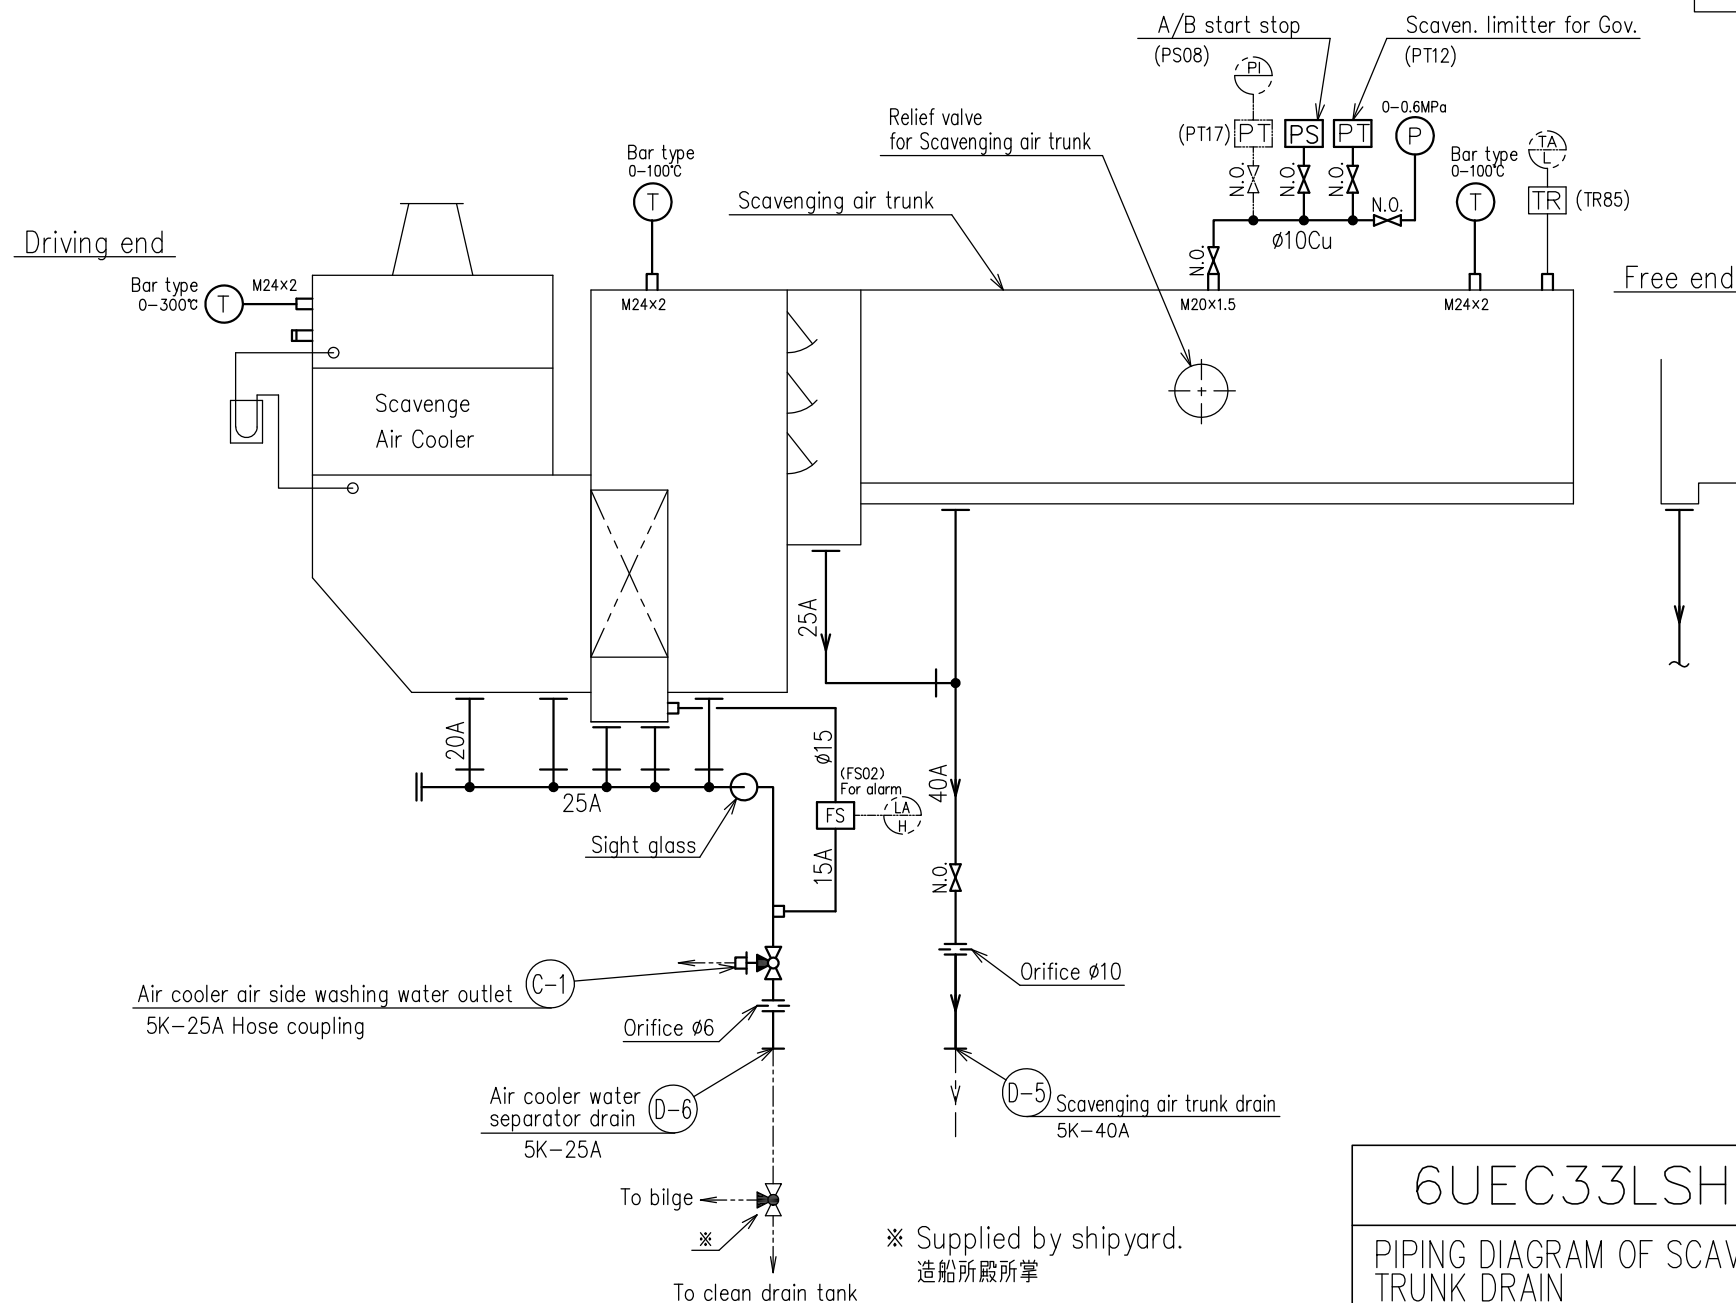 A/B start stop
(PS08)
Scaven. limitter for Gov.
(PT12)
PI
0-0.6MPa
Relief valve
for Scavenging air trunk
(PT17)
PT
PS
PT
P
TA
L
Bar type
0-100℃
T
Bar type
0-100℃
T
TR
(TR85)
N.O.
N.O.
N.O.
N.O.
Scavenging air trunk
ø10Cu
Driving end
N.O.
Free end
Bar type
0-300℃
T
M24×2
M24×2
M20×1.5
M24×2
Scavenge
Air Cooler
25A
20A
ø15
25A
(FS02)
For alarm
FS
LA
H
40A
Sight glass
15A
N.O.
Orifice ø10
C-1
Air cooler air side washing water outlet
5K-25A Hose coupling
Orifice ø6
Air cooler water
separator drain
D-6
5K-25A
D-5
Scavenging air trunk drain
5K-40A
To bilge
※
※ Supplied by shipyard.
造船所殿所掌
To clean drain tank
6UEC33LSH
PIPING DIAGRAM OF SCAV
TRUNK DRAIN